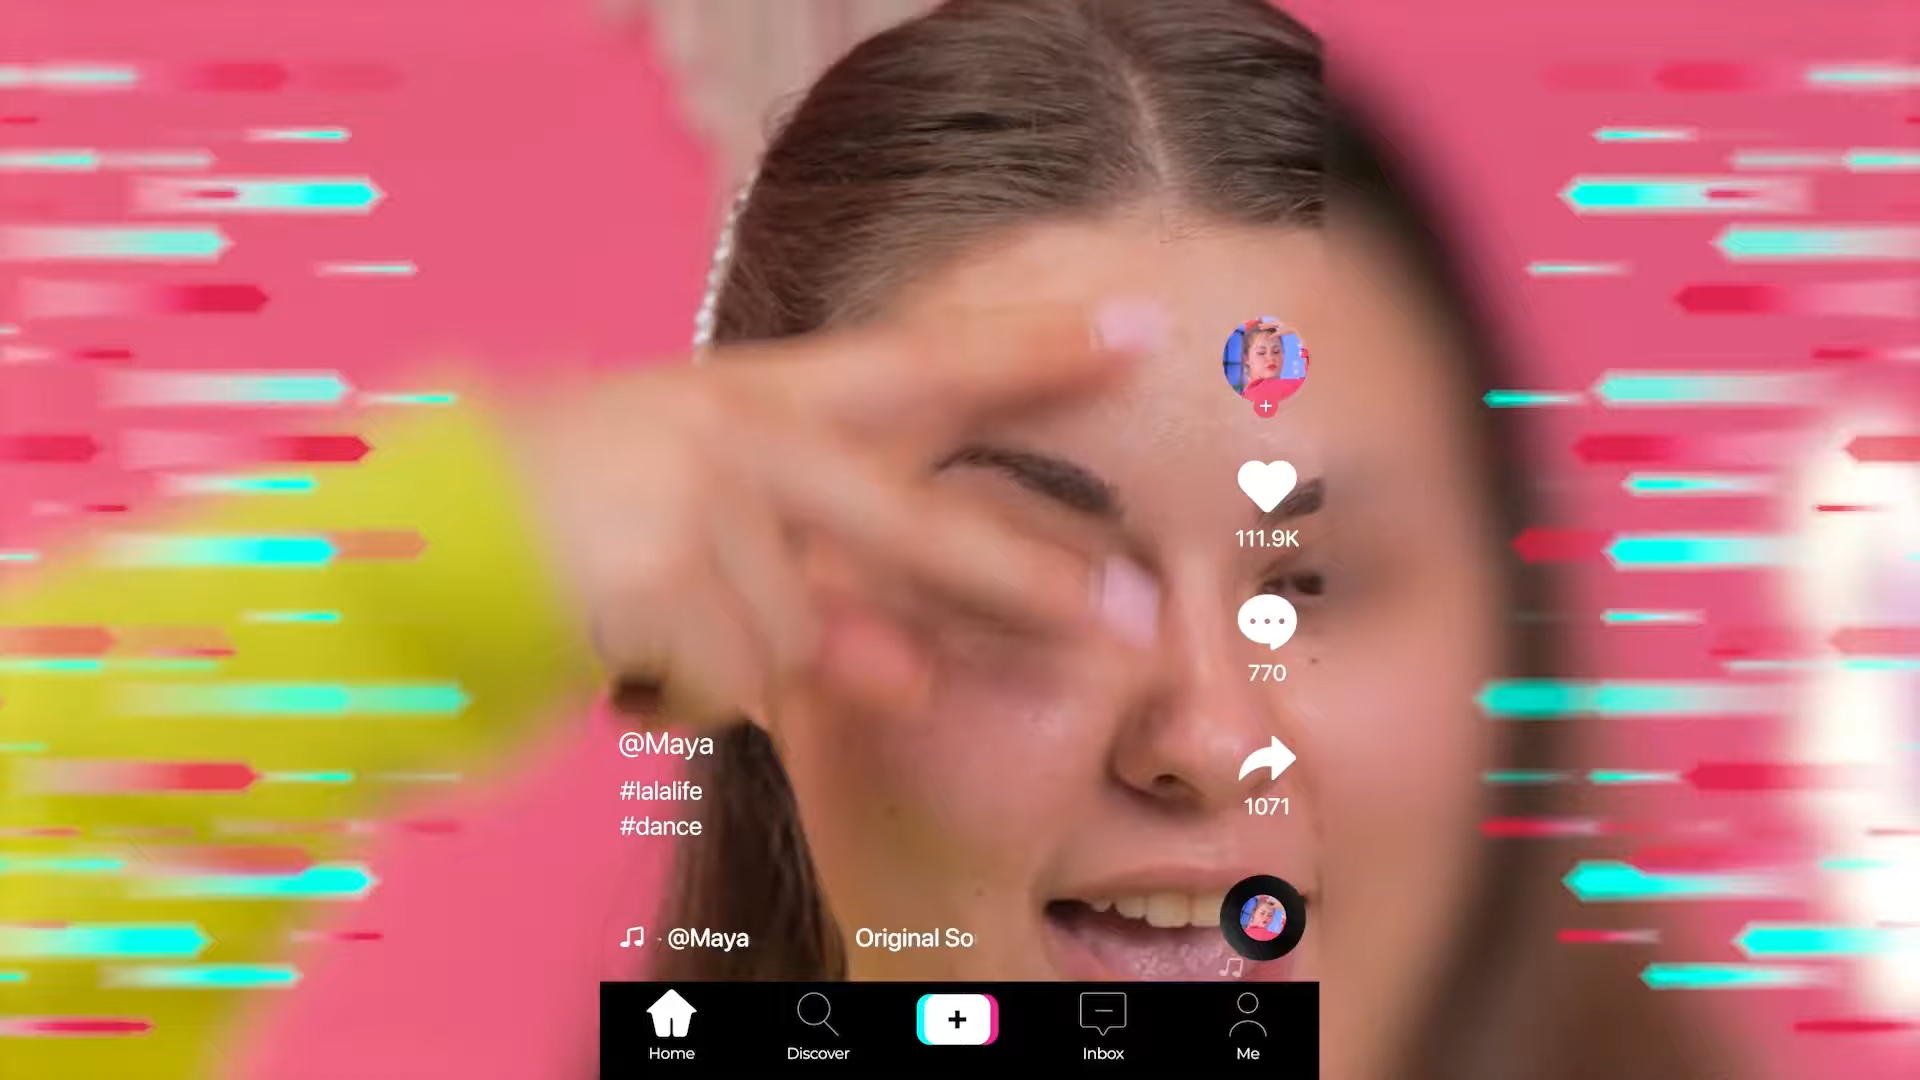 111.9K
770
@Maya
#lalalife
1071
#dance
@Maya Original So
Home Discover + Inbox Me